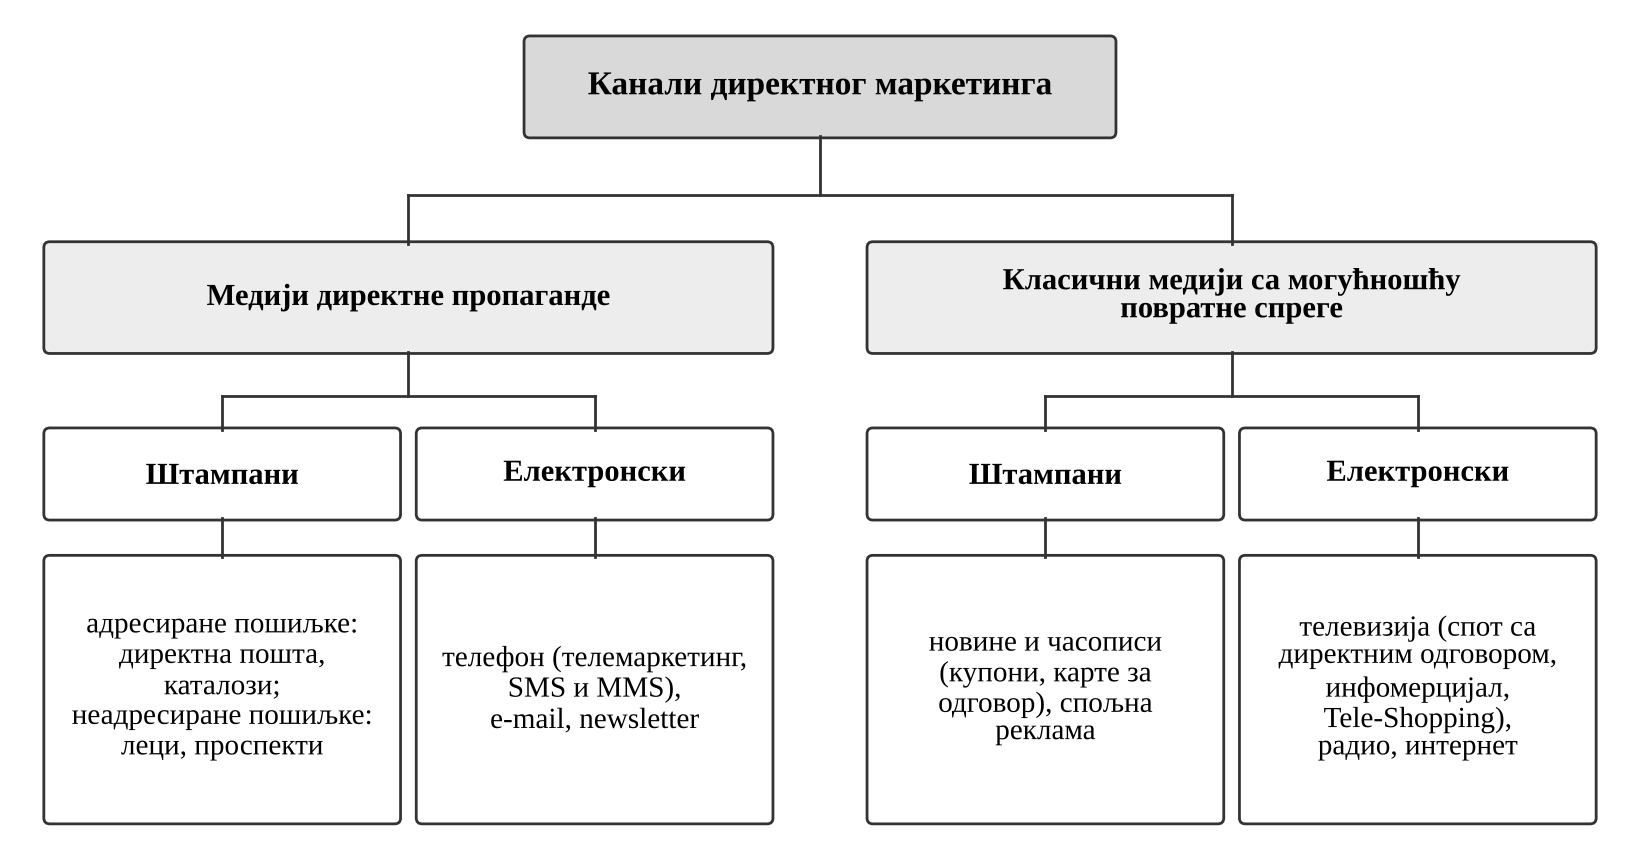 Канали директног маркетинга
Медији директне пропаганде
Класични медији са могућношћу
повратне спреге
Штампани
Електронски
Штампани
Електронски
адресиране пошиљке:
директна пошта,
каталози;
неадресиране пошиљке:
леци, проспекти
телефон (телемаркетинг,
SMS и MMS),
e-mail, newsletter
новине и часописи
(купони, карте за
одговор), спољна
реклама
телевизија (спот са
директним одговором,
инфомерцијал,
Tele-Shopping),
радио, интернет